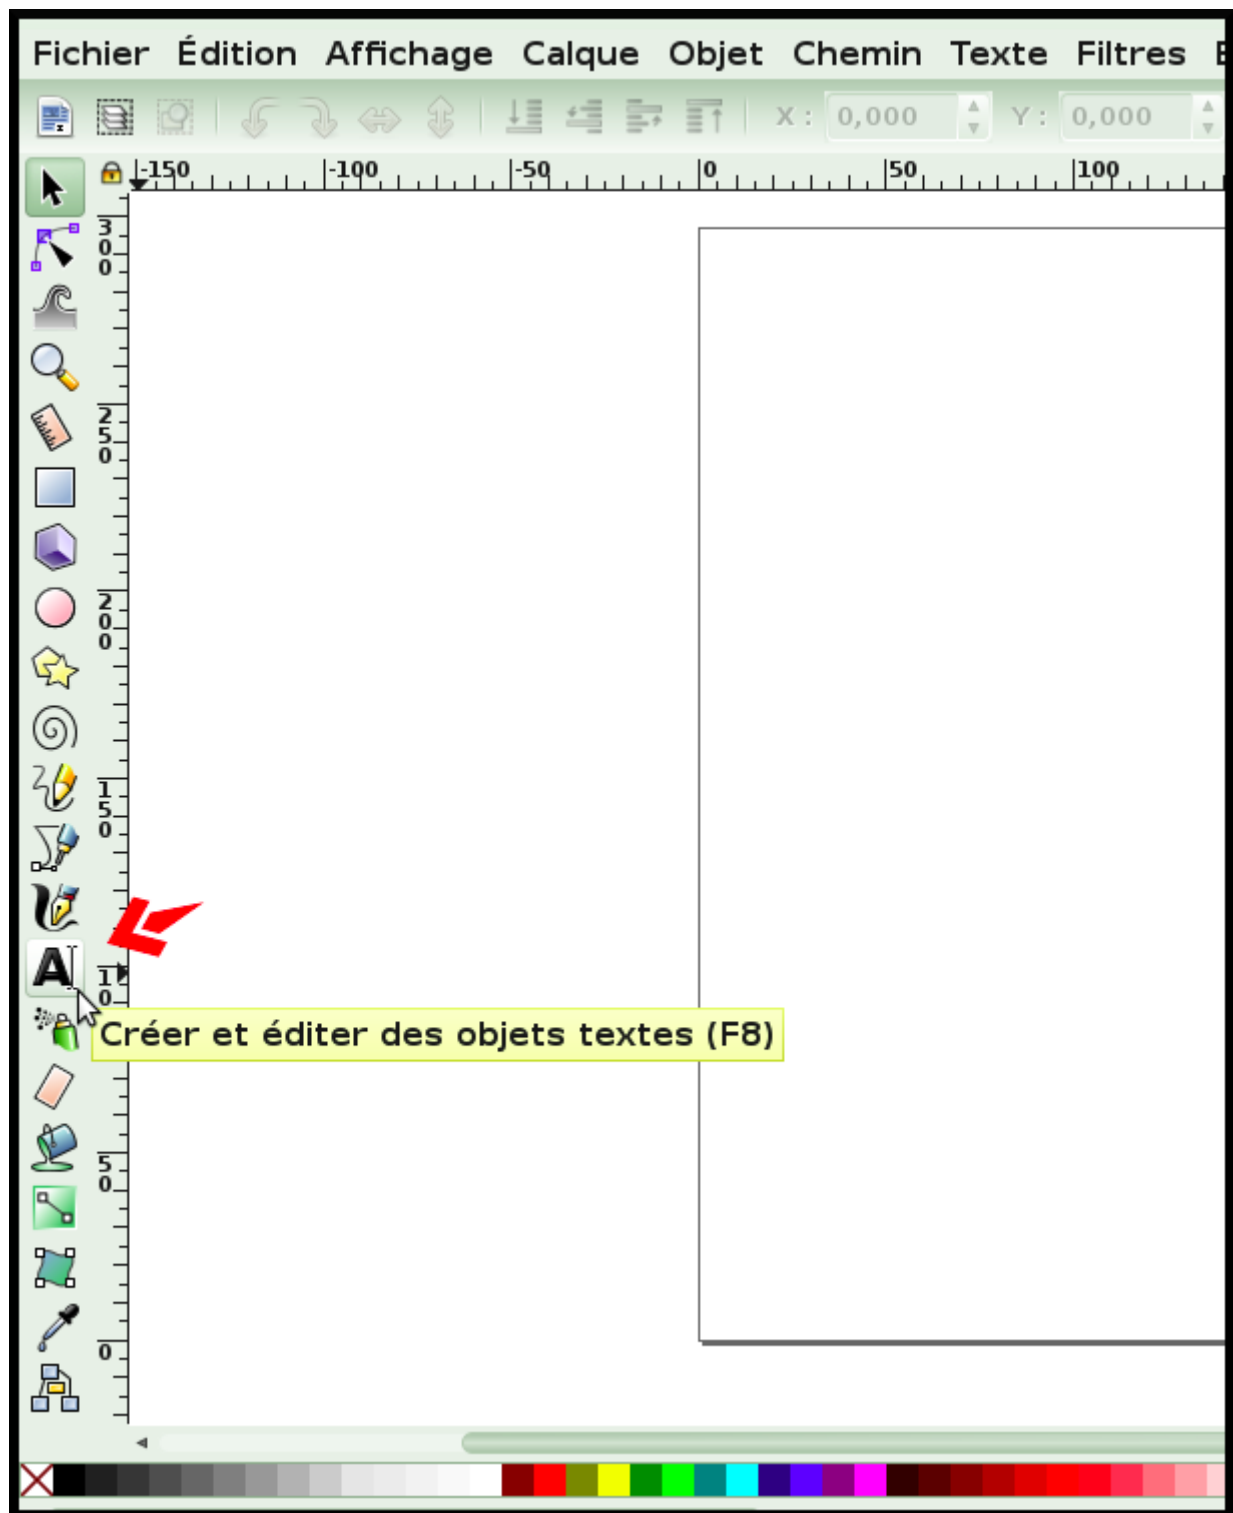 Fichier Édition Affichage Calque Objet Chemin Texte Filtres
X : 0,000 Y : 0,000
-150 -100 -50 0 50 100
300
250
200
150
A
10
Créer et éditer des objets textes (F8)
50
0